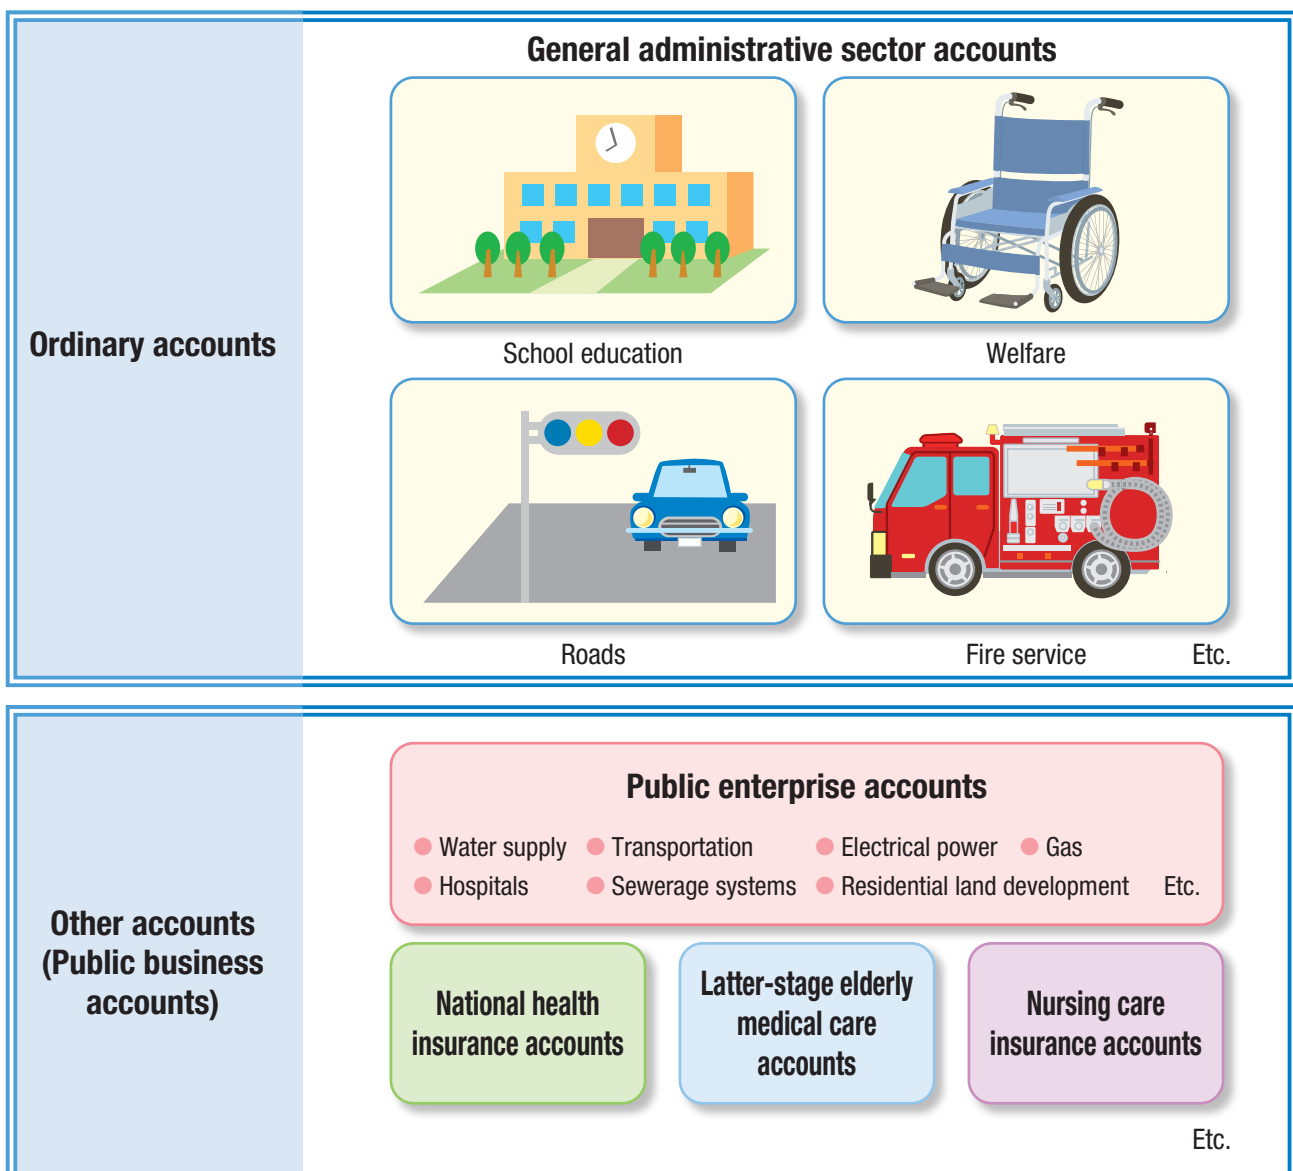 General administrative sector accounts
Ordinary accounts
School education
Welfare
Roads
Fire service
Etc.
Other accounts
(Public business
accounts)
Public enterprise accounts
Water supply
Transportation
Electrical power
Gas
Hospitals
Sewerage systems
Residential land development
Etc.
National health
insurance accounts
Latter-stage elderly
medical care
accounts
Nursing care
insurance accounts
Etc.